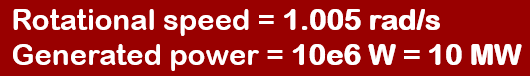 Rotational speed = 1.005 rad/s
Generated power = 10e6 W = 10 MW